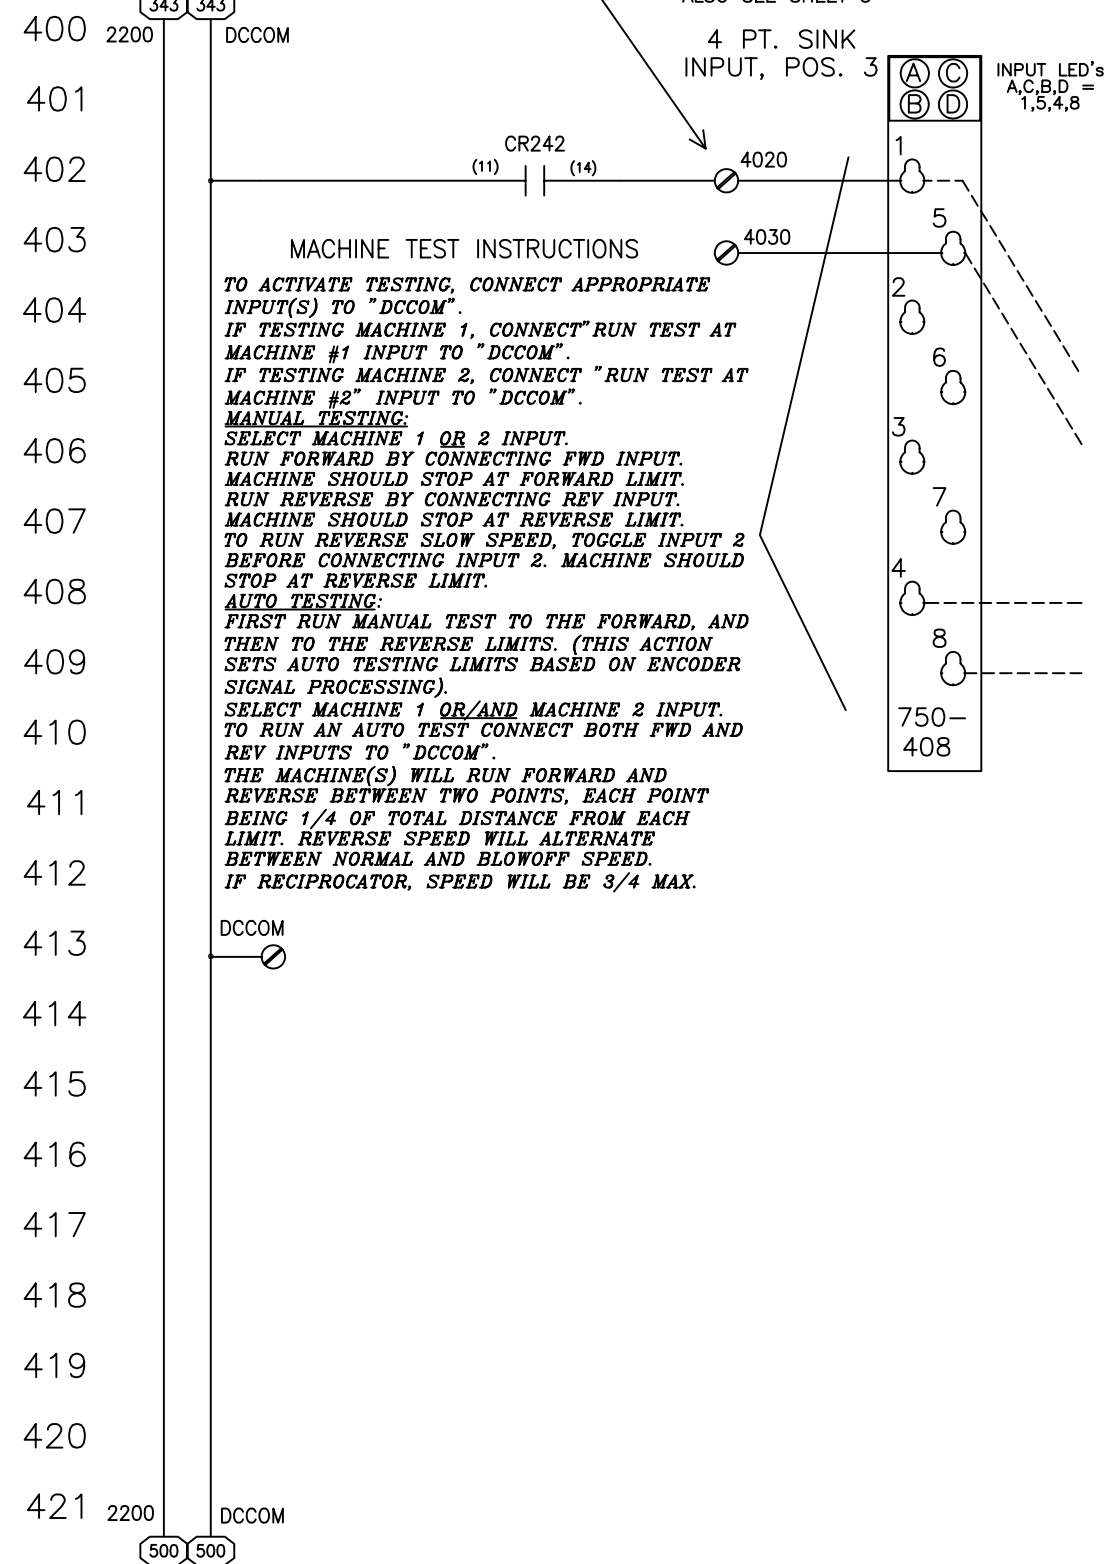 343 343
400 2200 DCCOM
4 PT. SINK
INPUT, POS. 3
A C
B D
INPUT LED's
A,C,B,D =
1,5,4,8
401
402
CR242
(11) (14)
4020
1
403
4030
5
MACHINE TEST INSTRUCTIONS
TO ACTIVATE TESTING, CONNECT APPROPRIATE
INPUT(S) TO "DCCOM".
IF TESTING MACHINE 1, CONNECT"RUN TEST AT
MACHINE #1 INPUT TO "DCCOM".
IF TESTING MACHINE 2, CONNECT "RUN TEST AT
MACHINE #2" INPUT TO "DCCOM".
MANUAL TESTING:
SELECT MACHINE 1 OR 2 INPUT.
RUN FORWARD BY CONNECTING FWD INPUT.
MACHINE SHOULD STOP AT FORWARD LIMIT.
RUN REVERSE BY CONNECTING REV INPUT.
MACHINE SHOULD STOP AT REVERSE LIMIT.
TO RUN REVERSE SLOW SPEED, TOGGLE INPUT 2
BEFORE CONNECTING INPUT 2. MACHINE SHOULD
STOP AT REVERSE LIMIT.
AUTO TESTING:
FIRST RUN MANUAL TEST TO THE FORWARD, AND
THEN TO THE REVERSE LIMITS. (THIS ACTION
SETS AUTO TESTING LIMITS BASED ON ENCODER
SIGNAL PROCESSING).
SELECT MACHINE 1 OR/AND MACHINE 2 INPUT.
TO RUN AN AUTO TEST CONNECT BOTH FWD AND
REV INPUTS TO "DCCOM".
THE MACHINE(S) WILL RUN FORWARD AND
REVERSE BETWEEN TWO POINTS, EACH POINT
BEING 1/4 OF TOTAL DISTANCE FROM EACH
LIMIT. REVERSE SPEED WILL ALTERNATE
BETWEEN NORMAL AND BLOWOFF SPEED.
IF RECIPROCATOR, SPEED WILL BE 3/4 MAX.
404
2
405
6
406
3
407
7
408
4
409
8
410
750-
408
411
412
413
DCCOM
414
415
416
417
418
419
420
421 2200 DCCOM
500 500